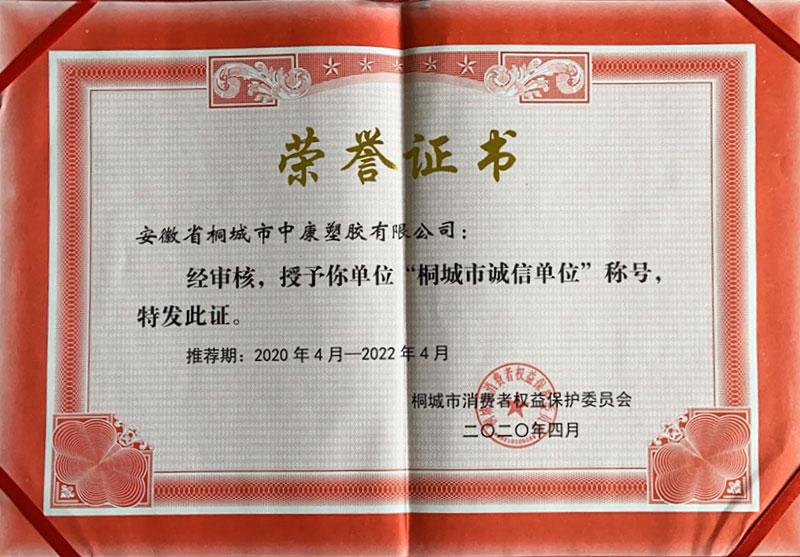 荣誉证书
安徽省桐城市中康塑胶有限公司：
经审核，授予你单位“桐城市诚信单位”称号，
特发此证。
推荐期：2020年4月—2022年4月
桐城市消费者权益保护委员会
二〇二〇年四月